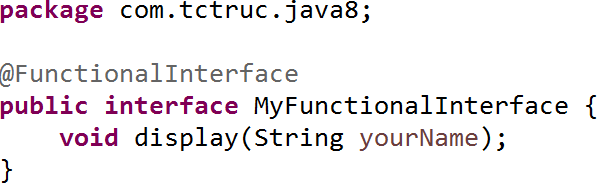 package com.tctruc.java8;
@FunctionalInterface
public interface MyFunctionalInterface {
    void display(String yourName);
}